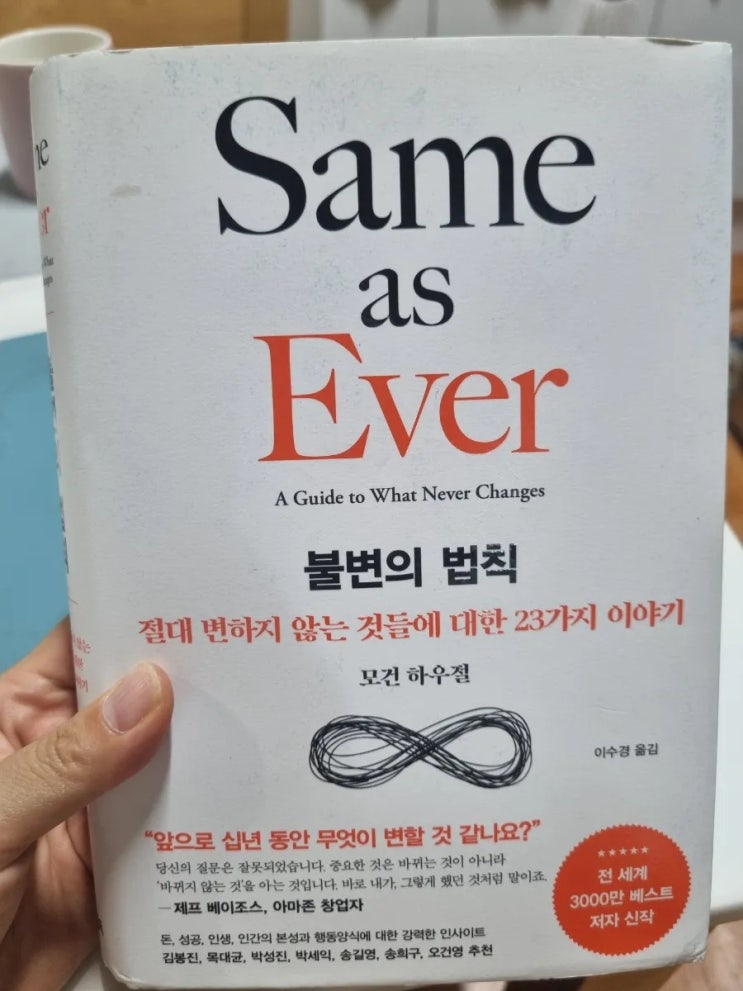 Same
as
Ever
A Guide to What Never Changes
불변의 법칙
절대 변하지 않는 것들에 대한 23가지 이야기
모건 하우절
이수경 옮김
“앞으로 십년 동안 무엇이 변할 것 같나요?”
당신의 질문은 잘못되었습니다. 중요한 것은 바뀌는 것이 아니라
‘바뀌지 않는 것’을 아는 것입니다. 바로 내가, 그렇게 했던 것처럼 말이죠.
― 제프 베이조스, 아마존 창업자
돈, 성공, 인생, 인간의 본성과 행동양식에 대한 강력한 인사이트
김봉진, 목대균, 박성진, 박세익, 송길영, 송희구, 오건영 추천
★★★★★
전 세계
3000만 베스트
저자 신작